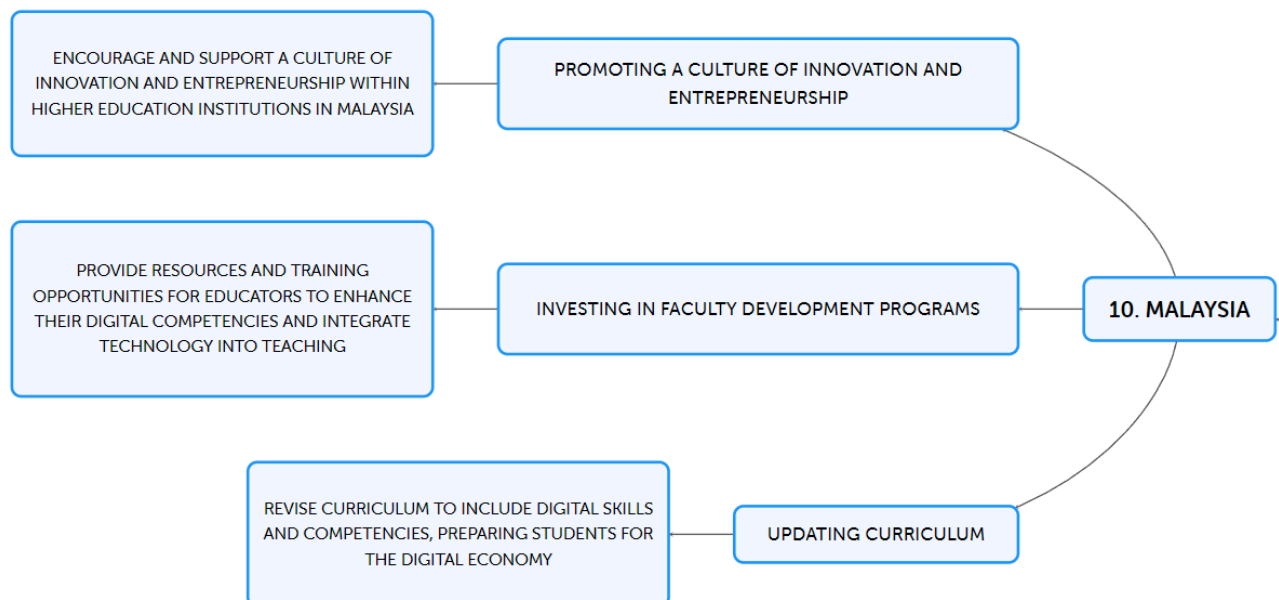 ENCOURAGE AND SUPPORT A CULTURE OF
INNOVATION AND ENTREPRENEURSHIP WITHIN
HIGHER EDUCATION INSTITUTIONS IN MALAYSIA
PROMOTING A CULTURE OF INNOVATION AND
ENTREPRENEURSHIP
PROVIDE RESOURCES AND TRAINING
OPPORTUNITIES FOR EDUCATORS TO ENHANCE
THEIR DIGITAL COMPETENCIES AND INTEGRATE
TECHNOLOGY INTO TEACHING
INVESTING IN FACULTY DEVELOPMENT PROGRAMS
10. MALAYSIA
REVISE CURRICULUM TO INCLUDE DIGITAL SKILLS
AND COMPETENCIES, PREPARING STUDENTS FOR
THE DIGITAL ECONOMY
UPDATING CURRICULUM